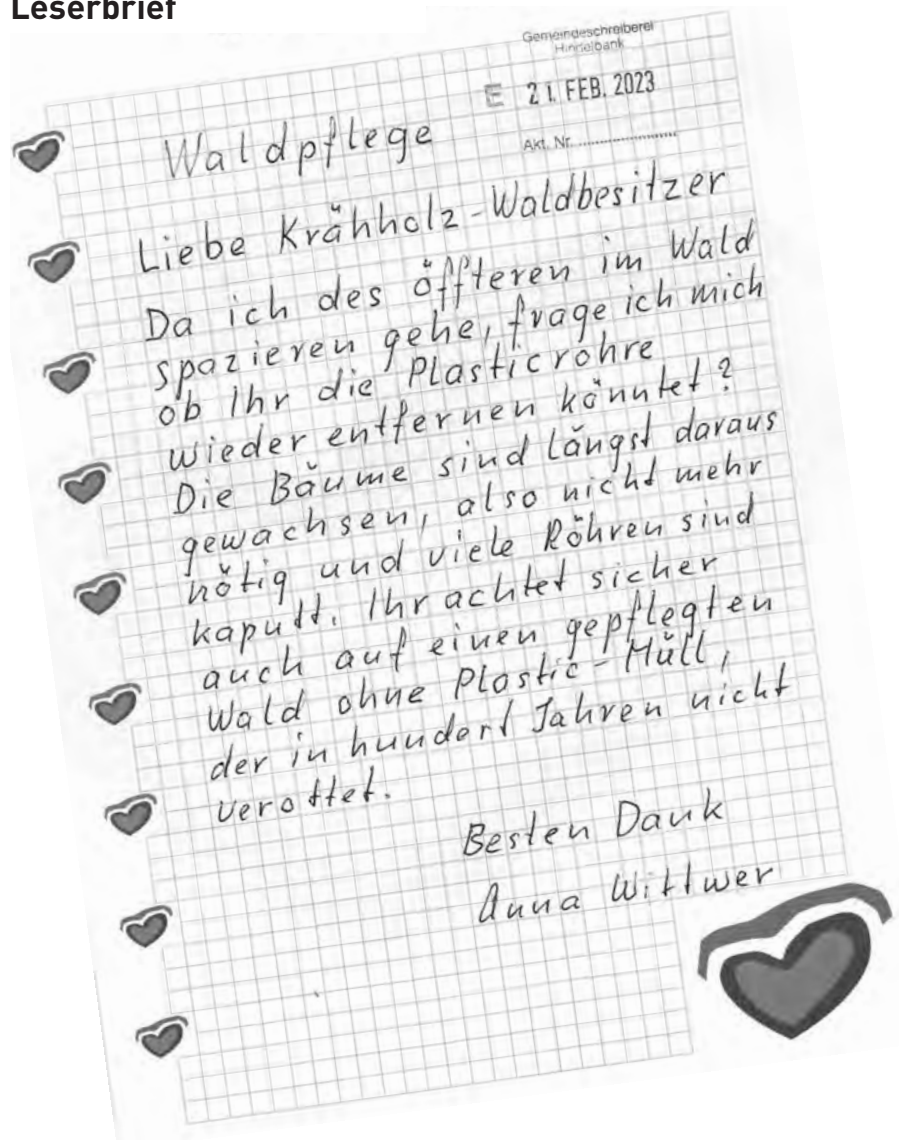 Leserbrief
Gemeindeschreiberei
Hindelbank
E 21. FEB. 2023
Akt. Nr. ........................
Waldpflege
Liebe Krähholz-Waldbesitzer
Da ich des öffteren im Wald
spazieren gehe, frage ich mich
ob Ihr die Plasticrohre
wieder entfernen könntet?
Die Bäume sind längst daraus
gewachsen, also nicht mehr
nötig und viele Röhren sind
kaputt. Ihr achtet sicher
auch auf einen gepflegten
Wald ohne Plastic-Müll,
der in hundert Jahren nicht
verottet.
Besten Dank
Anna Wittwer